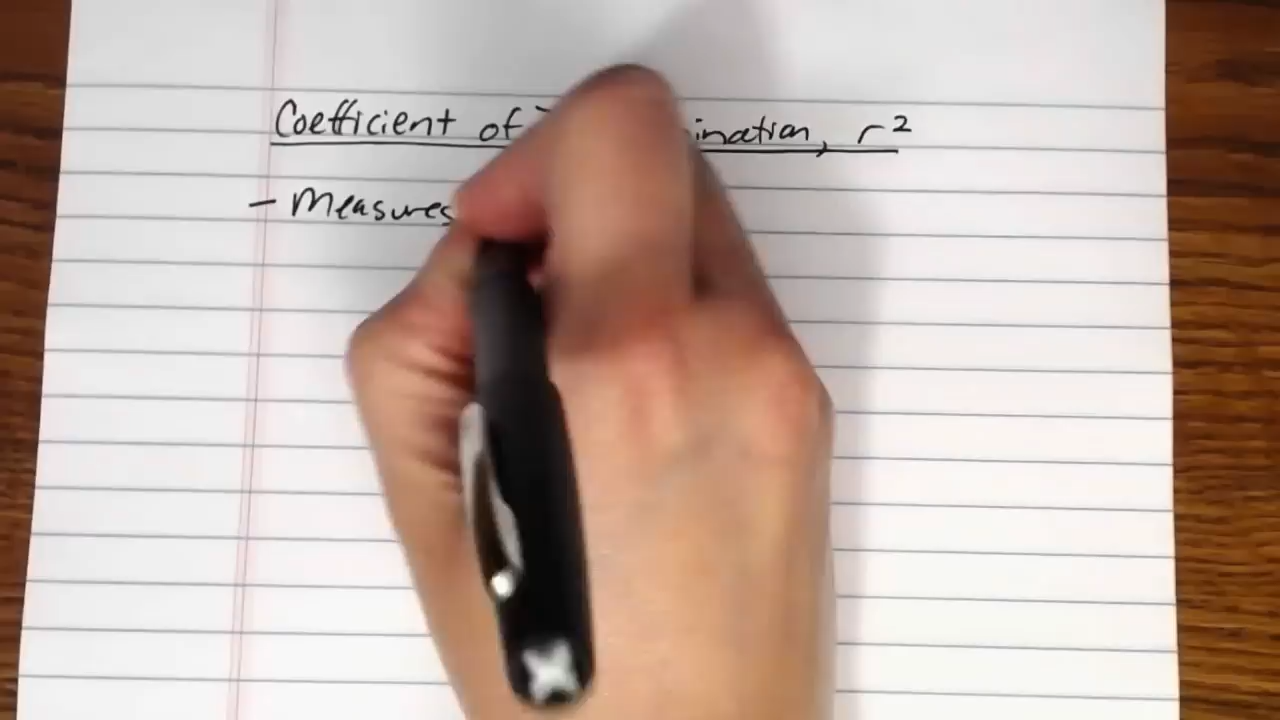 Coefficient of ination, r²
- Measures